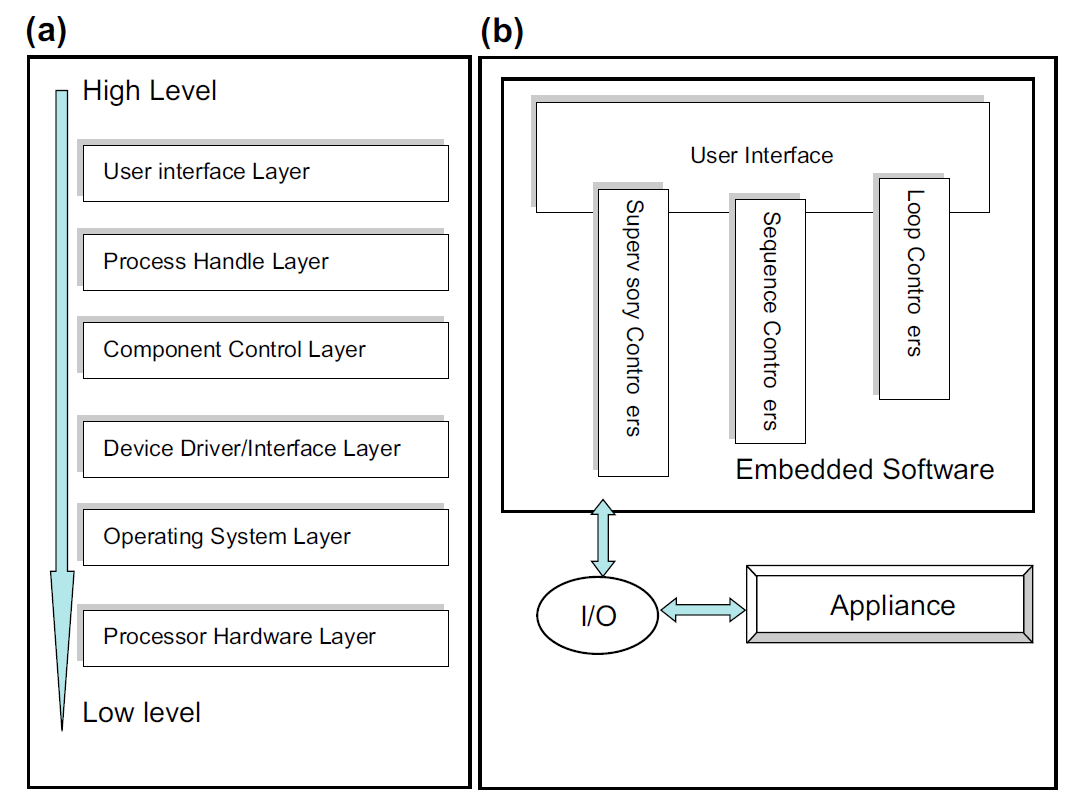 (a)
High Level
User interface Layer
Process Handle Layer
Component Control Layer
Device Driver/Interface Layer
Operating System Layer
Processor Hardware Layer
Low level
(b)
User Interface
Superv sory Contro ers
Sequence Contro ers
Loop Contro ers
Embedded Software
I/O
Appliance